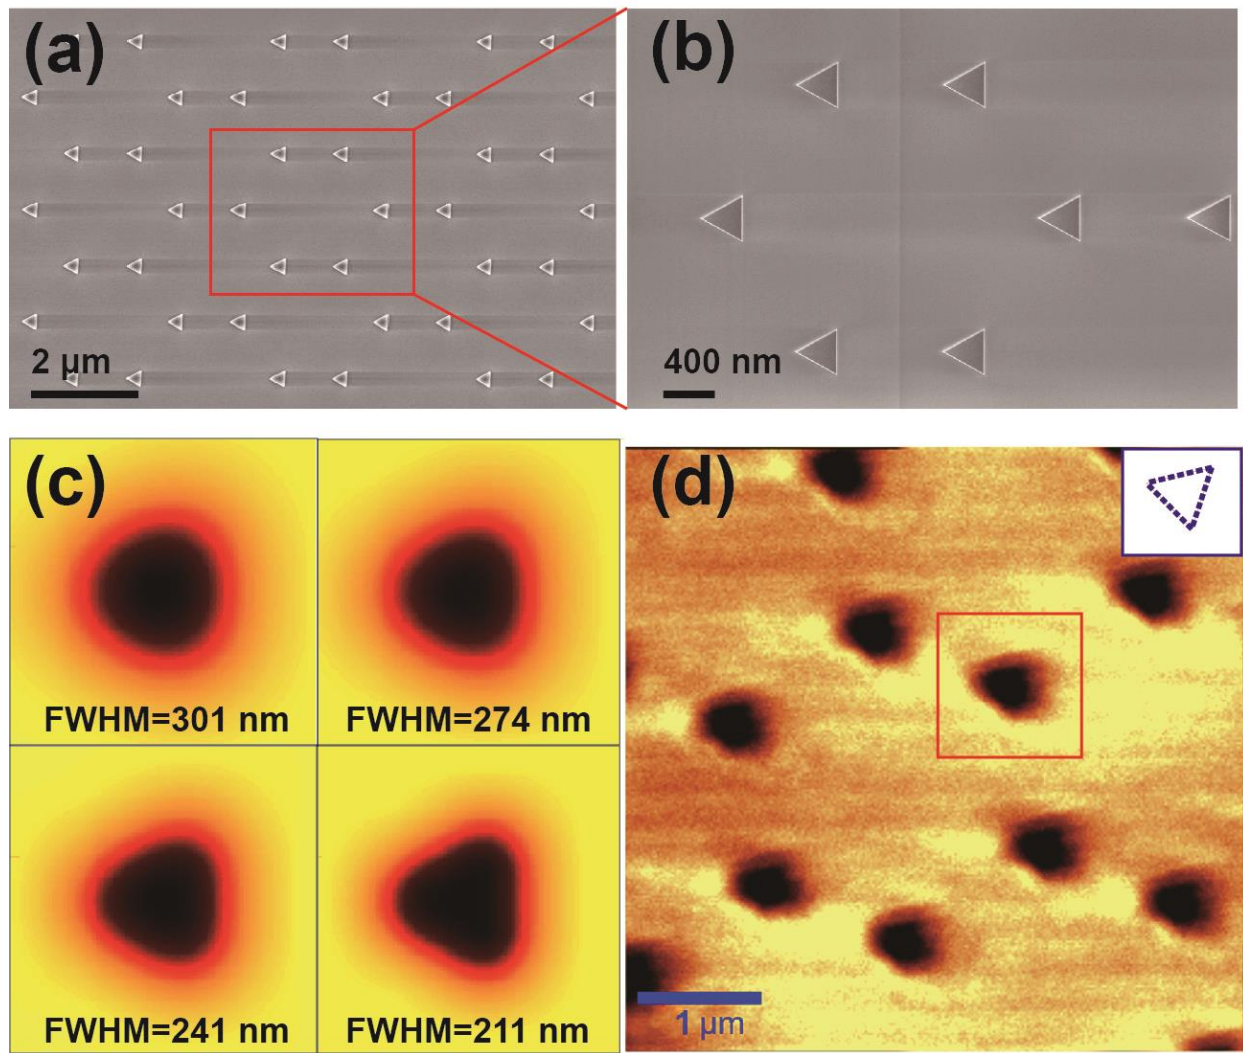 (a)
2 μm
(b)
400 nm
(c)
FWHM=301 nm
FWHM=274 nm
FWHM=241 nm
FWHM=211 nm
(d)
1 μm